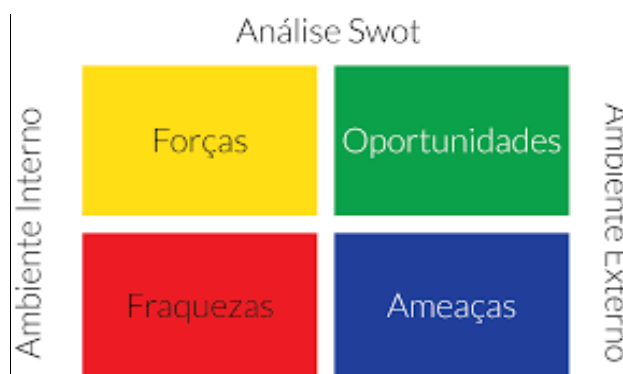 Análise Swot
Ambiente Interno
Forças
Oportunidades
Fraquezas
Ameaças
Ambiente Externo